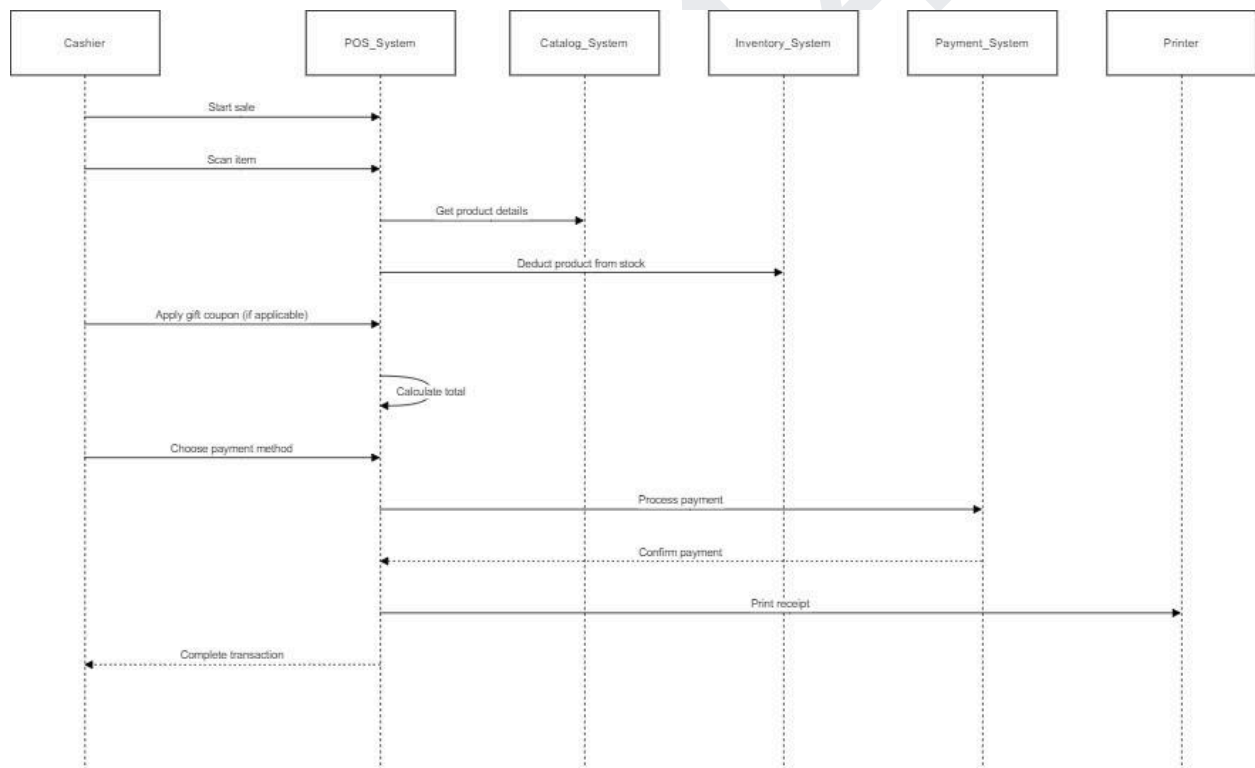 Cashier
POS_System
Catalog_System
Inventory_System
Payment_System
Printer
Start sale
Scan item
Get product details
Deduct product from stock
Apply gift coupon (if applicable)
Calculate total
Choose payment method
Process payment
Confirm payment
Print receipt
Complete transaction